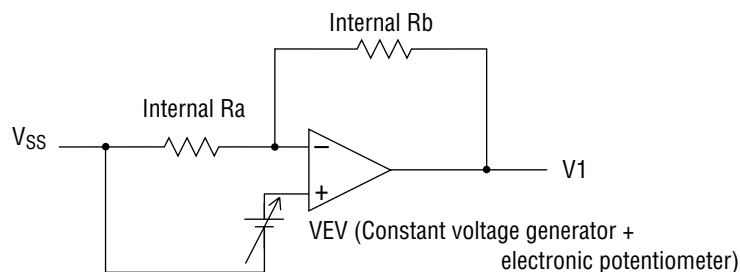 Internal Rb
Internal Ra
VSS
−
+
V1
VEV (Constant voltage generator +
electronic potentiometer)